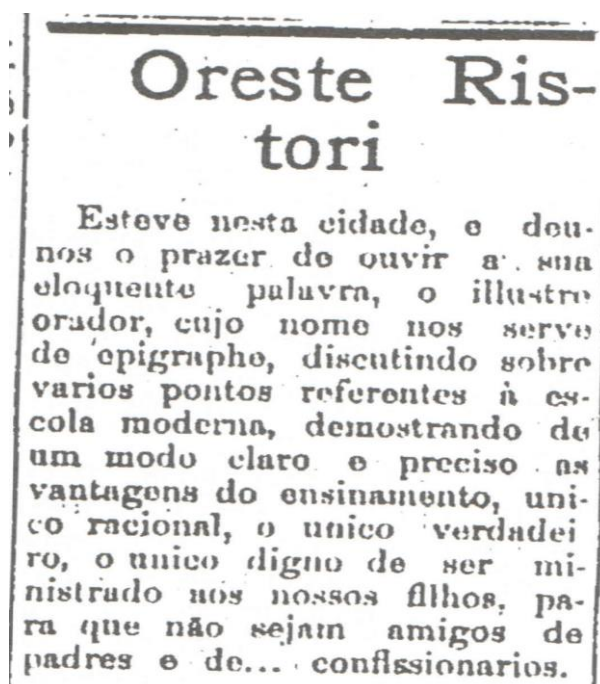 Oreste Ris-
tori
Esteve nesta cidade, e deu-
nos o prazer de ouvir a sua
eloquente palavra, o illustre
orador, cujo nome nos serve
de epigraphe, discutindo sobre
varios pontos referentes à es-
cola moderna, demostrando de
um modo claro e preciso as
vantagens do ensinamento, uni-
co racional, o unico verdadei
ro, o unico digno de ser mi-
nistrado aos nossos filhos, pa-
ra que não sejam amigos de
padres e de... confissionarios.